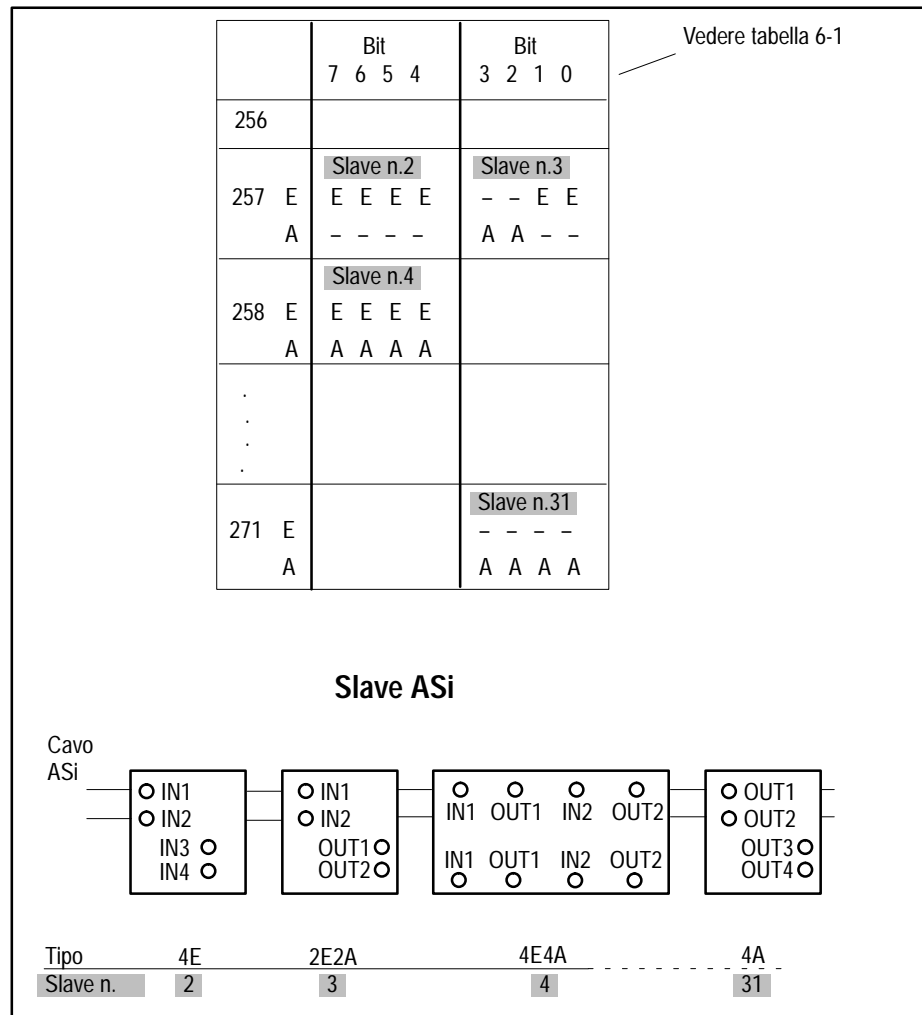 Vedere tabella 6-1
Bit Bit
7 6 5 4 3 2 1 0
256
Slave n.2 Slave n.3
257 E E E E E – – E E
A – – – – A A – –
Slave n.4
258 E E E E E
A A A A A
.
.
.
.
Slave n.31
271 E – – – –
A A A A A
Slave ASi
Cavo
ASi
IN1
IN2
IN3
IN4
IN1
IN2
OUT1
OUT2
IN1 OUT1 IN2 OUT2
IN1 OUT1 IN2 OUT2
OUT1
OUT2
OUT3
OUT4
Tipo 4E 2E2A 4E4A 4A
Slave n. 2 3 4 31